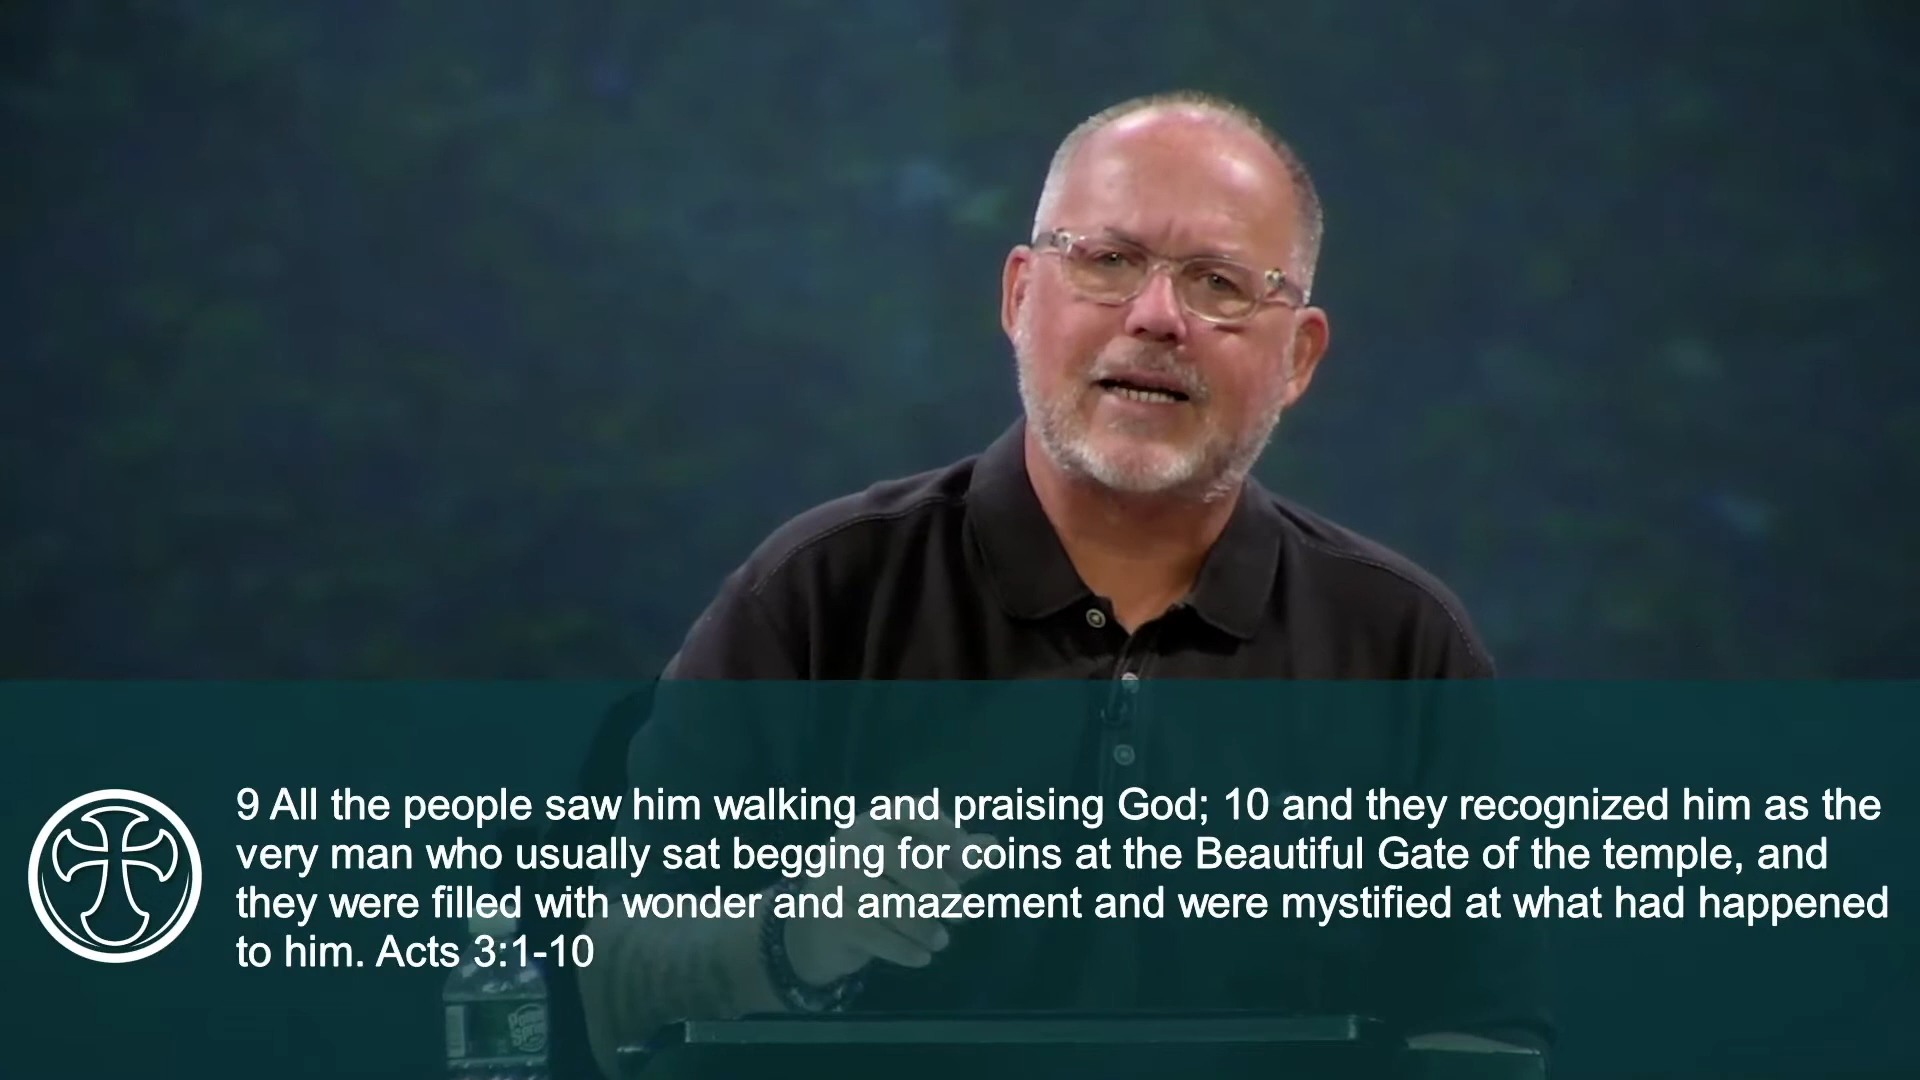 9 All the people saw him walking and praising God; 10 and they recognized him as the
very man who usually sat begging for coins at the Beautiful Gate of the temple, and
they were filled with wonder and amazement and were mystified at what had happened
to him. Acts 3:1-10
Poland
Spring